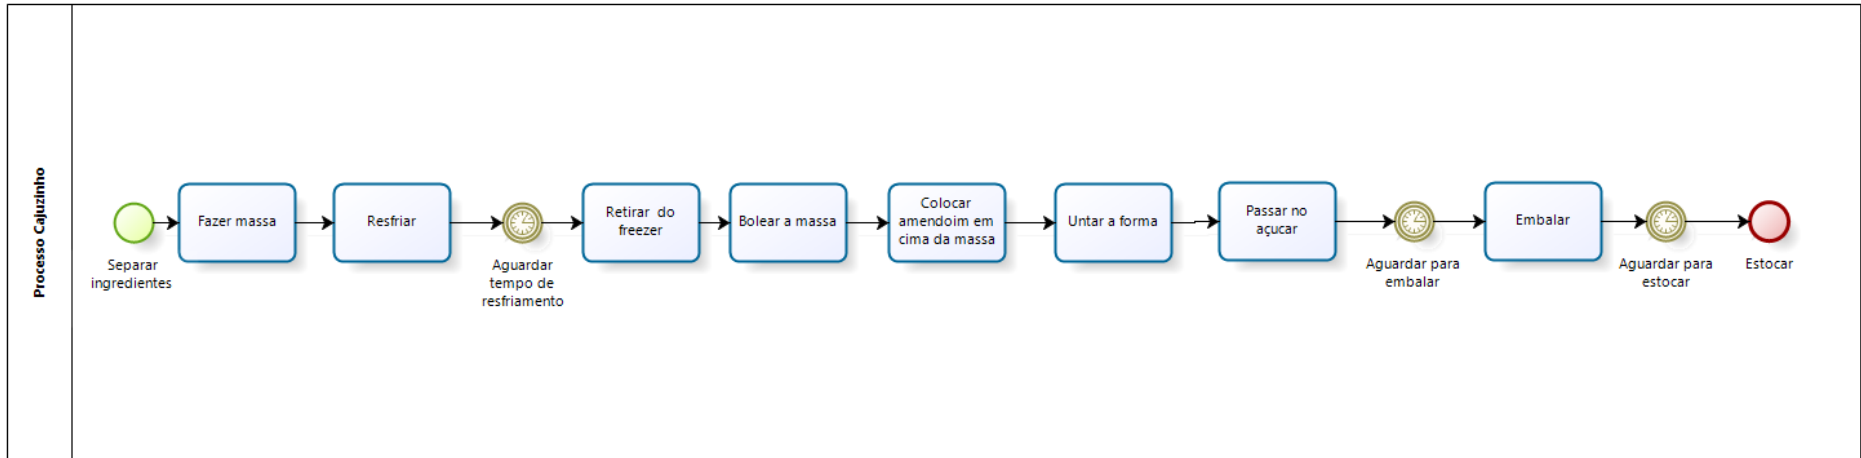 Processo Cajuzinho
Separar
ingredientes
Fazer massa
Resfriar
Aguardar
tempo de
resfriamento
Retirar do
freezer
Bolear a massa
Colocar
amendoim em
cima da massa
Untar a forma
Passar no
açucar
Aguardar para
embalar
Embalar
Aguardar para
estocar
Estocar